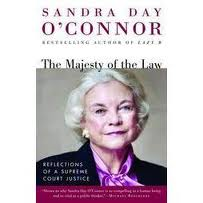 SANDRA DAY
O'CONNOR
BESTSELLING AUTHOR OF LAZY B
The Majesty of the Law
REFLECTIONS
OF A SUPREME
COURT JUSTICE